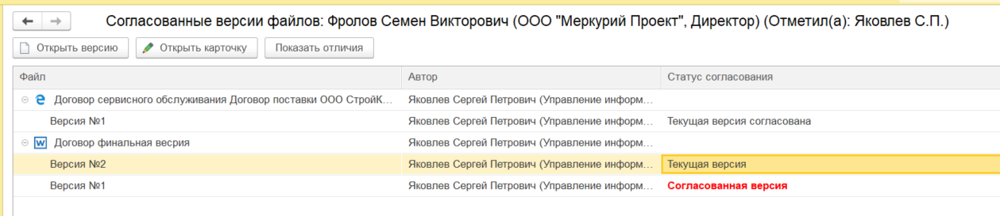 Согласованные версии файлов: Фролов Семен Викторович (ООО "Меркурий Проект", Директор) (Отметил(а): Яковлев С.П.)
Открыть версию Открыть карточку Показать отличия
Файл Автор Статус согласования
Договор сервисного обслуживания Договор поставки ООО СтройК... Яковлев Сергей Петрович (Управление информ...
Версия №1 Яковлев Сергей Петрович (Управление информ... Текущая версия согласована
Договор финальная весрия Яковлев Сергей Петрович (Управление информ...
Версия №2 Яковлев Сергей Петрович (Управление информ... Текущая версия
Версия №1 Яковлев Сергей Петрович (Управление информ... Согласованная версия